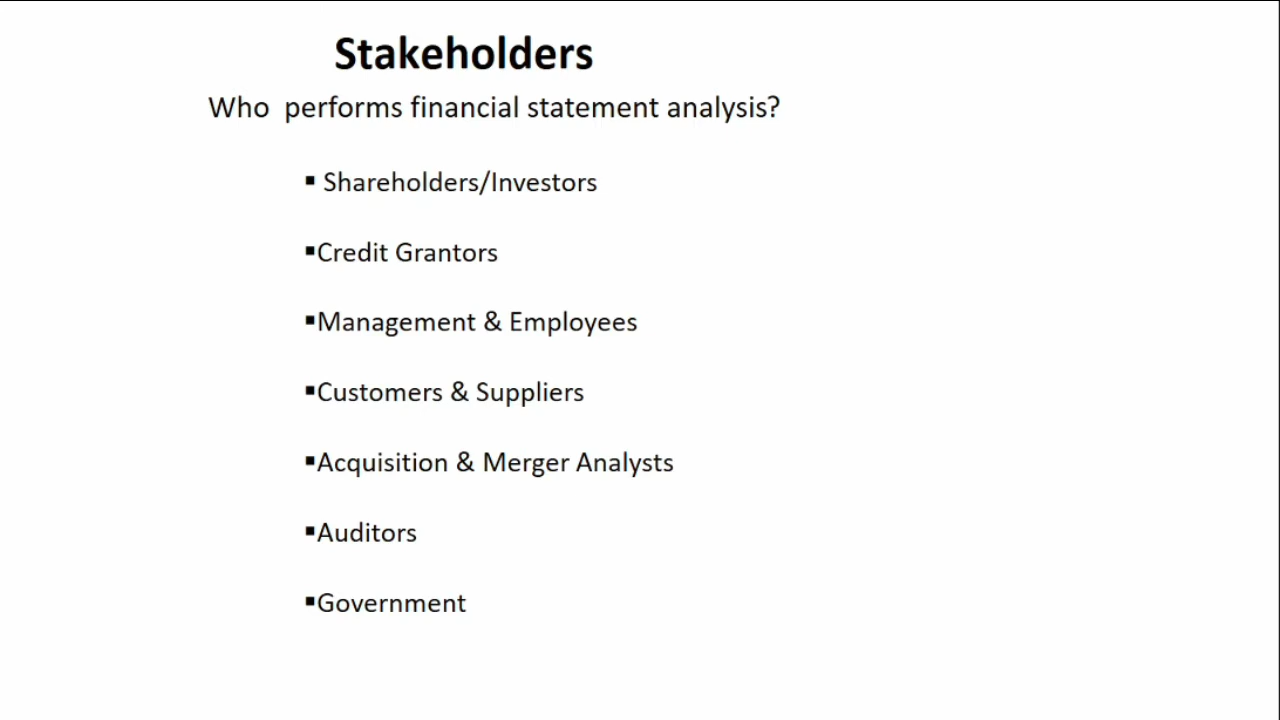 Stakeholders
Who performs financial statement analysis?
▪ Shareholders/Investors
▪Credit Grantors
▪Management & Employees
▪Customers & Suppliers
▪Acquisition & Merger Analysts
▪Auditors
▪Government